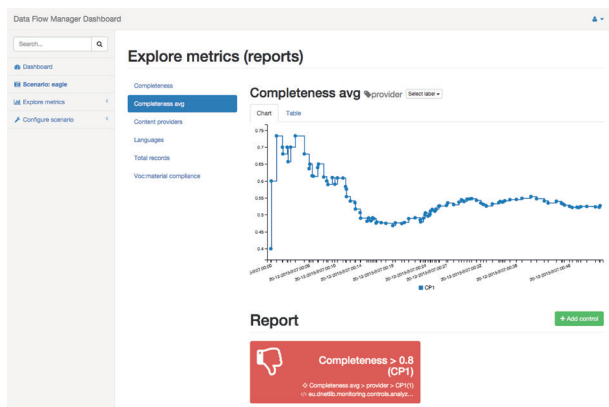 Data Flow Manager Dashboard
Search...
Dashboard
Scenario: eagle
Explore metrics
Configure scenario
Explore metrics (reports)
Completeness
Completeness avg
Content providers
Languages
Total records
Voc:material compliance
Completeness avg provider Select label
Chart Table
0.75
0.7
0.65
0.6
0.55
0.5
0.45
0.4
CP1
Report
+ Add control
Completeness > 0.8
(CP1)
Completeness avg > provider > CP1(1)
eu.dnetlib.monitoring.controls.analyz...